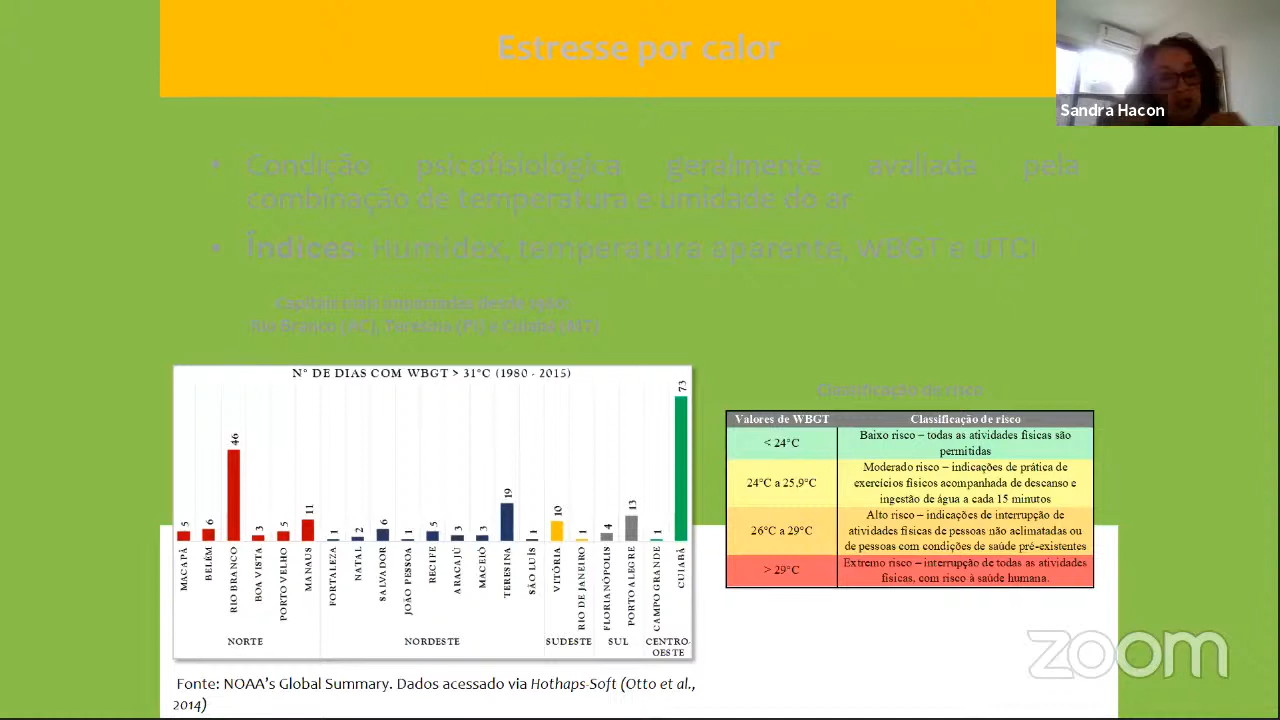 Estresse por calor
Sandra Hacon
• Condição psicofisiológica geralmente avaliada pela
combinação de temperatura e umidade do ar
• Índices: Humidex, temperatura aparente, WBGT e UTCI
Capitais mais impactadas desde
Rio Branco (AC), Teresina (PI) e Cuiabá (MT)
N° DE DIAS COM WBGT > 31°C (1980 - 2015)
5
6
46
3
5
11
1
2
6
1
5
3
3
19
1
10
1
4
13
1
73
MACAPÁ
BELÉM
RIO BRANCO
BOA VISTA
PORTO VELHO
MANAUS
FORTALEZA
NATAL
SALVADOR
JOÃO PESSOA
RECIFE
ARACAJÚ
MACEIÓ
TERESINA
SÃO LUÍS
VITÓRIA
RIO DE JANEIRO
FLORIANÓPOLIS
PORTO ALEGRE
CAMPO GRANDE
CUIABÁ
NORTE
NORDESTE
SUDESTE
SUL
CENTRO-
OESTE
Fonte: NOAA's Global Summary. Dados acessado via Hothaps-Soft (Otto et al.,
2014)
Classificação de risco
Valores de WBGT Classificação de risco
< 24°C
Baixo risco – todas as atividades físicas são
permitidas
24°C a 25,9°C
Moderado risco – indicações de prática de
exercícios físicos acompanhada de descanso e
ingestão de água a cada 15 minutos
26°C a 29°C
Alto risco – indicações de interrupção de
atividades físicas de pessoas não aclimatadas ou
de pessoas com condições de saúde pré-existentes
> 29°C
Extremo risco – interrupção de todas as atividades
físicas, com risco à saúde humana.
zoom